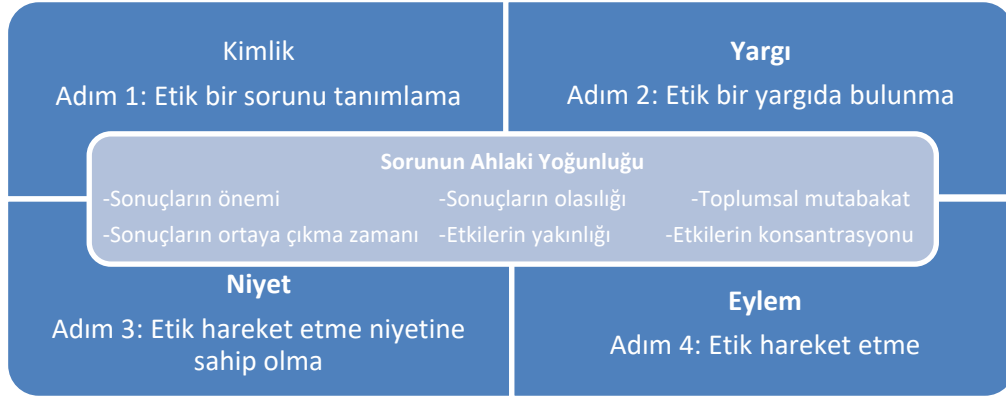 Kimlik
Adım 1: Etik bir sorunu tanımlama
Yargı
Adım 2: Etik bir yargıda bulunma
Sorunun Ahlaki Yoğunluğu
-Sonuçların önemi -Sonuçların olasılığı -Toplumsal mutabakat
-Sonuçların ortaya çıkma zamanı -Etkilerin yakınlığı -Etkilerin konsantrasyonu
Niyet
Adım 3: Etik hareket etme niyetine
sahip olma
Eylem
Adım 4: Etik hareket etme